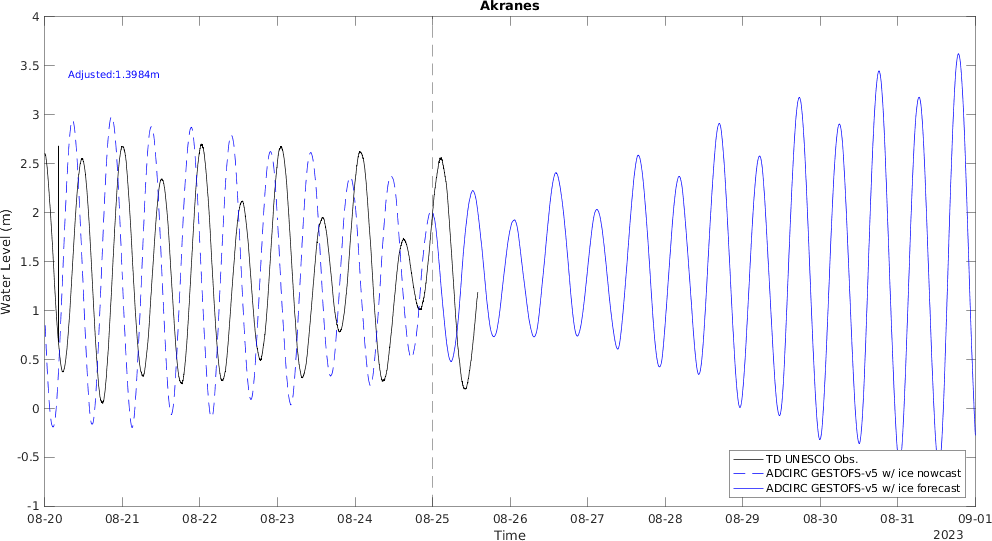 Akranes
4
3.5
3
2.5
2
1.5
1
0.5
0
-0.5
-1
Water Level (m)
Adjusted:1.3984m
TD UNESCO Obs.
ADCIRC GESTOFS-v5 w/ ice nowcast
ADCIRC GESTOFS-v5 w/ ice forecast
08-20 08-21 08-22 08-23 08-24 08-25 08-26 08-27 08-28 08-29 08-30 08-31 09-01
Time
2023